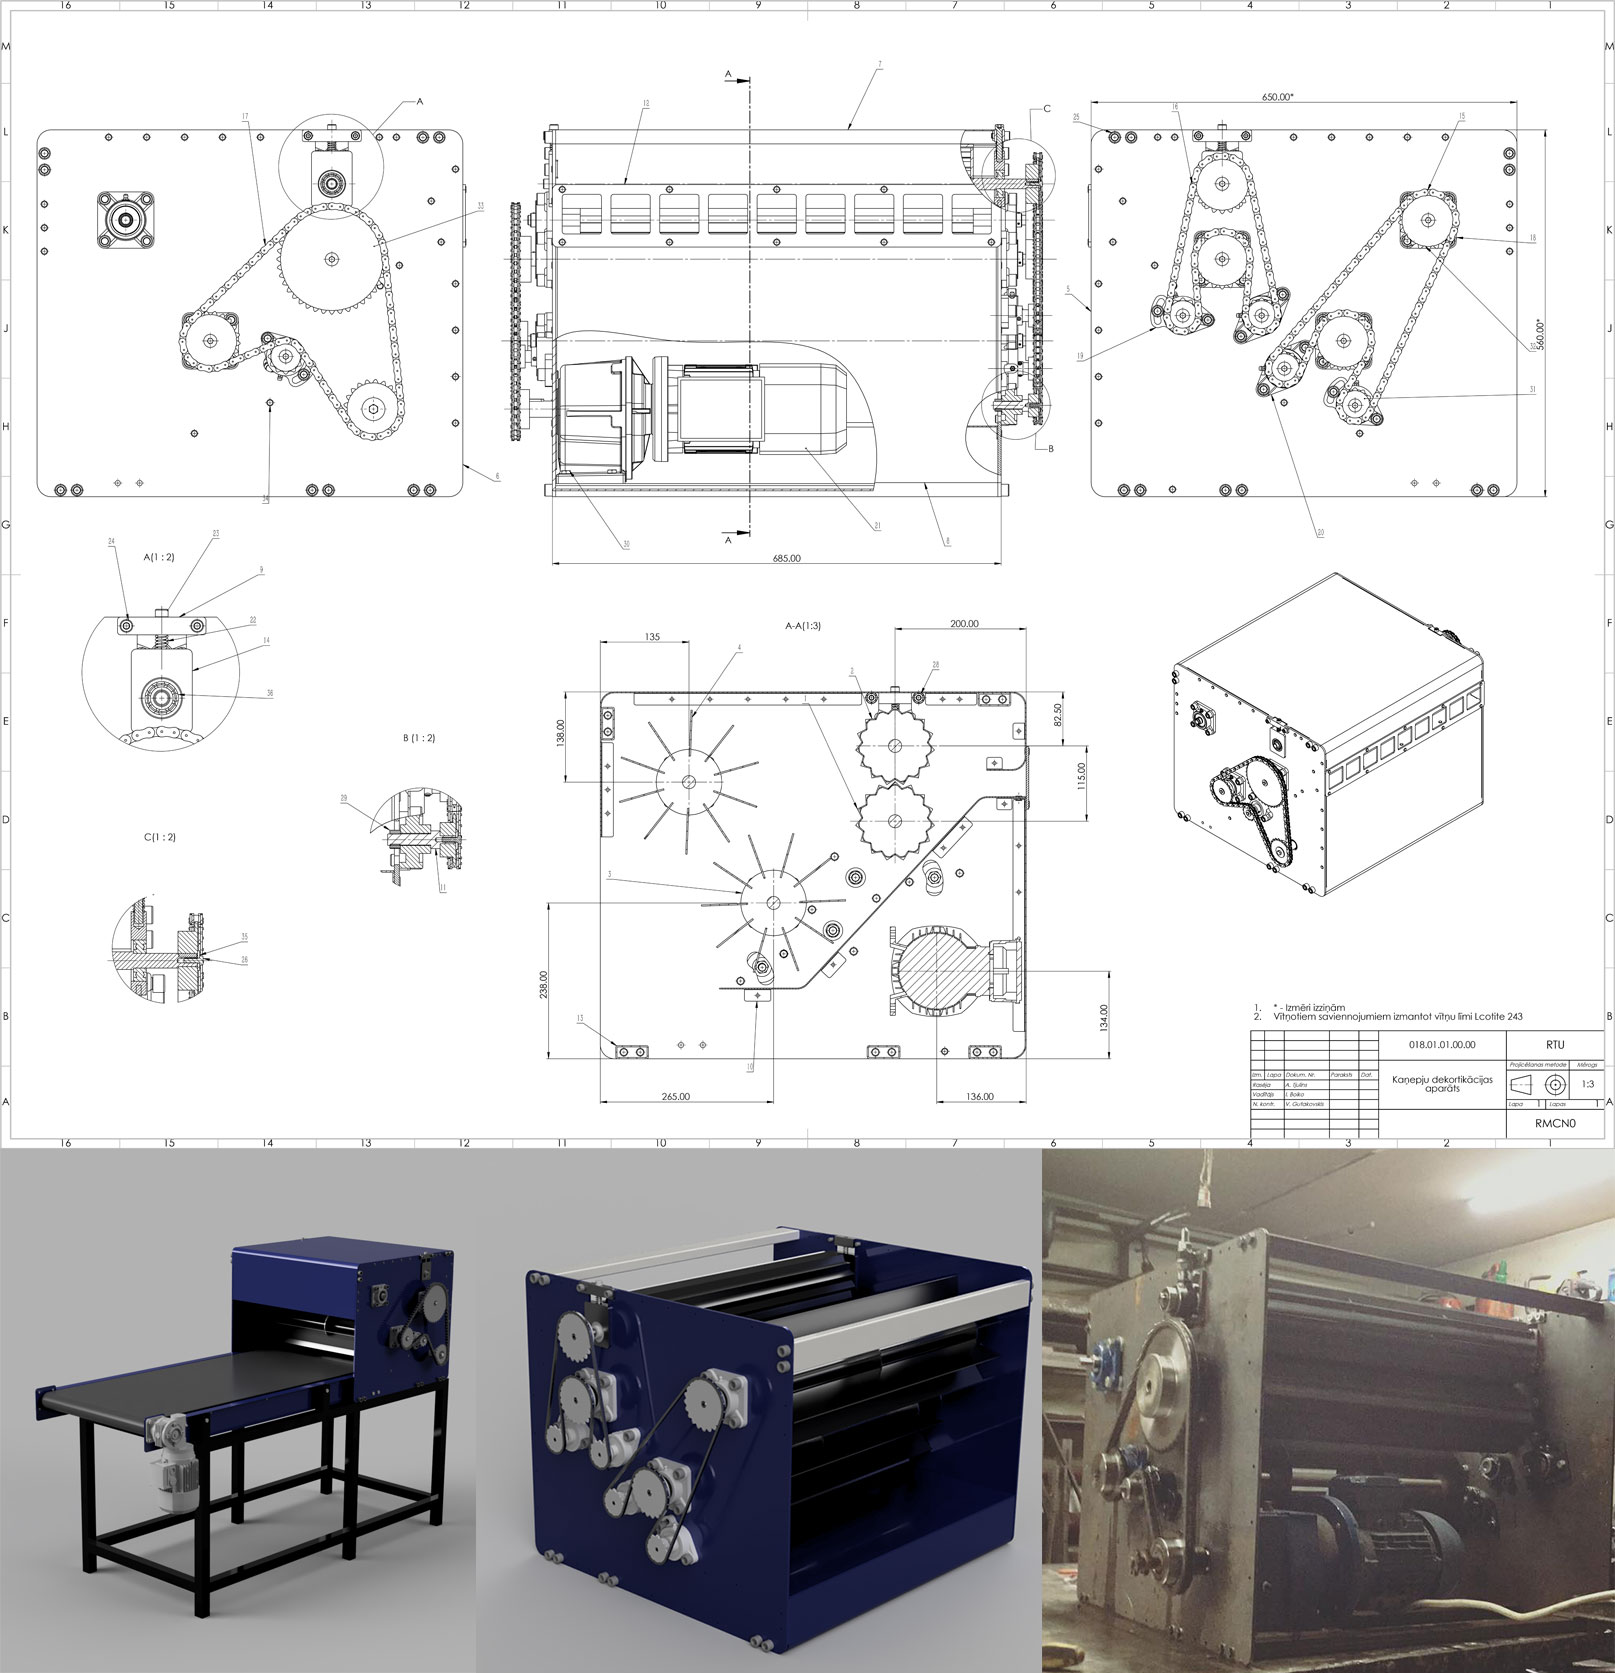 16 15 14 13 12 11 10 9 8 7 6 5 4 3 2 1
M M
L L
K K
J J
H H
G G
F F
E E
D D
C C
B B
A A
A
17
33
34
6
A
A
7
12
C
B
30
21
8
685.00
650.00*
560.00*
25
16
15
18
5
19
32
31
20
A(1 : 2)
24
23
9
22
14
36
B (1 : 2)
29
11
C(1 : 2)
35
26
A-A(1:3)
135
200.00
4
2
28
1
138.00
82.50
115.00
3
238.00
134.00
13
10
265.00
136.00
1. * - Izmēri izziņām
2. Vītņotiem saviennojumiem izmantot vītņu līmi Lcotite 243
018.01.01.00.00
RTU
Projicēšanas metode Mērogs
Izm. Lapa Dokum. Nr. Paraksts Dat.
Kaņepju dekortikācijas
aparāts
1:3
Vadītājs I. Boiko
N. kontr. V. Gutakovskis
Lapa 1 Lapas 1
RMCN0
16 15 14 13 12 11 10 9 8 7 6 5 4 3 2 1